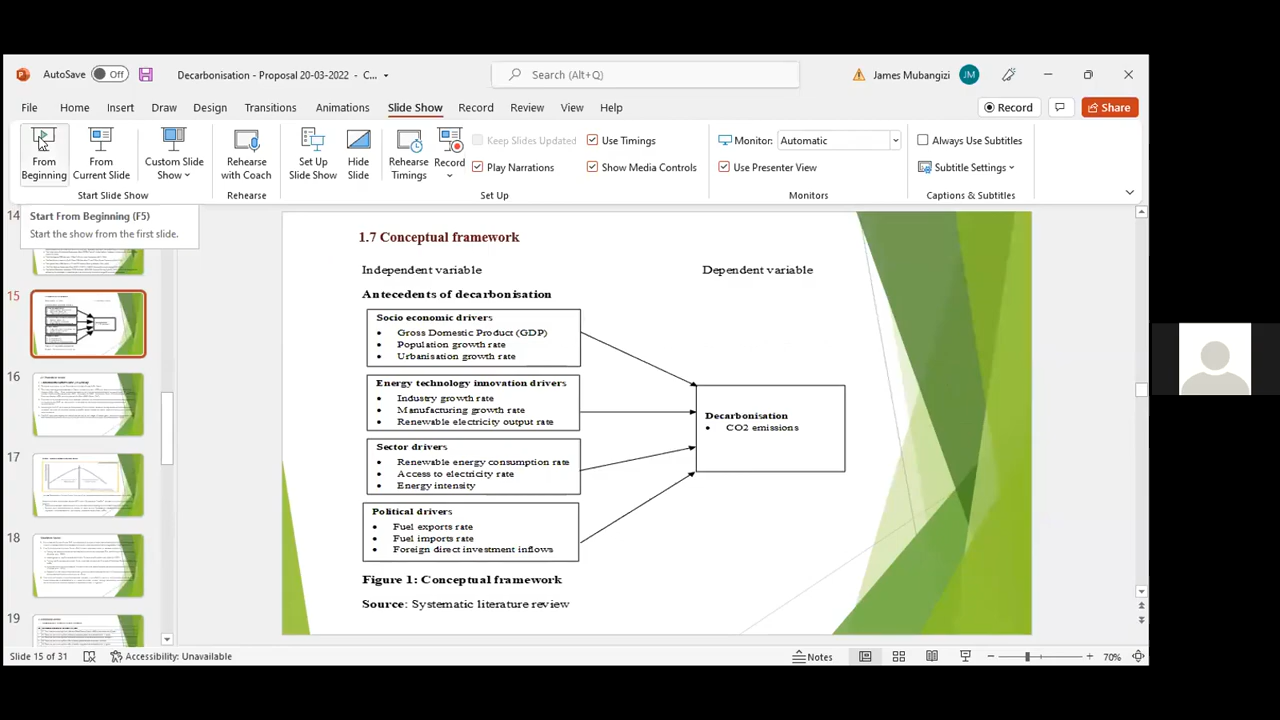 AutoSave Off Decarbonisation - Proposal 20-03-2022 - C... Search (Alt+Q) James Mubangizi JM
File Home Insert Draw Design Transitions Animations Slide Show Record Review View Help Record Share
From Beginning
From Current Slide
Custom Slide Show
Start Slide Show
Rehearse with Coach
Rehearse
Set Up Slide Show
Hide Slide
Rehearse Timings
Record
Keep Slides Updated
Play Narrations
Use Timings
Show Media Controls
Set Up
Monitor: Automatic
Use Presenter View
Monitors
Always Use Subtitles
Subtitle Settings
Captions & Subtitles
Start From Beginning (F5)
Start the show from the first slide.
14
15
16
17
18
19
1.7 Conceptual framework
Independent variable Dependent variable
Antecedents of decarbonisation
Socio economic drivers
• Gross Domestic Product (GDP)
• Population growth rate
• Urbanisation growth rate
Energy technology innovation drivers
• Industry growth rate
• Manufacturing growth rate
• Renewable electricity output rate
Sector drivers
• Renewable energy consumption rate
• Access to electricity rate
• Energy intensity
Political drivers
• Fuel exports rate
• Fuel imports rate
• Foreign direct investment inflows
Decarbonisation
• CO2 emissions
Figure 1: Conceptual framework
Source: Systematic literature review
Slide 15 of 31 Accessibility: Unavailable Notes 70%